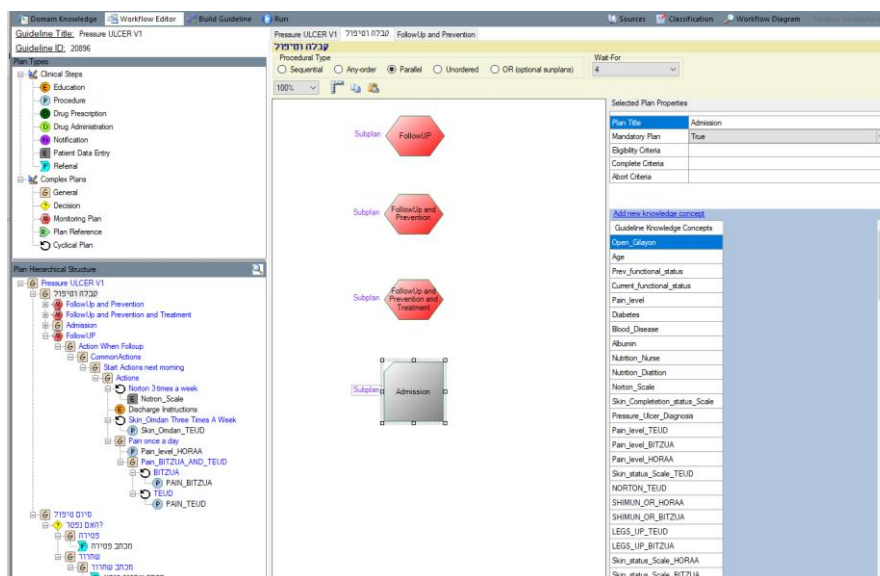 Domain Knowledge Workflow Editor Build Guideline Run Sources Classification Workflow Diagram
Guideline Title: Pressure ULCER V1
Guideline ID: 20896
Plan Types
Clinical Steps
Education
Procedure
Drug Prescription
Drug Administration
Notification
Patient Data Entry
Referral
Complex Plans
General
Decision
Monitoring Plan
Plan Reference
Cyclical Plan
Plan Hierarchical Structure
Pressure ULCER V1
קבלה וטיפול
FollowUp and Prevention
FollowUp and Prevention and Treatment
Admission
FollowUP
Action When Folloup
CommonActions
Start Actions next morning
Actions
Norton 3 times a week
Notron_Scale
Discharge Instructions
Skin_Omdan Three Times A Week
Skin_Omdan_TEUD
Pain once a day
Pain_level_HORAA
Pain_BITZUA_AND_TEUD
BITZUA
PAIN_BITZUA
TEUD
PAIN_TEUD
סיום טיפול
האם נפטר?
פטירה
מכתב פטירה
שחרור
מכתב שחרור
Pressure ULCER V1 קבלה וטיפול FollowUp and Prevention
קבלה וטיפול
Procedural Type
Sequential Any-order Parallel Unordered OR (optional sunplans)
Wait-For
4
100%
Subplan FollowUP
Subplan FollowUp and
Prevention
Subplan FollowUp and
Prevention and
Treatment
Subplan Admission
Selected Plan Properties
Plan Title Admission
Mandatory Plan True
Eligibility Criteria
Complete Criteria
Abort Criteria
Add new knowledge concept
Guideline Knowledge Concepts
Open_Gilayon
Age
Prev_functional_status
Current_functional_status
Pain_level
Diabetes
Blood_Disease
Albumin
Nutrition_Nurse
Nutrition_Diatition
Norton_Scale
Skin_Completetion_status_Scale
Pressure_Ulcer_Diagnosis
Pain_level_TEUD
Pain_level_BITZUA
Pain_level_HORAA
Skin_status_Scale_TEUD
NORTON_TEUD
SHIMUN_OR_HORAA
SHIMUN_OR_BITZUA
LEGS_UP_TEUD
LEGS_UP_BITZUA
Skin_status_Scale_HORAA
Skin_status_Scale_BITZUA